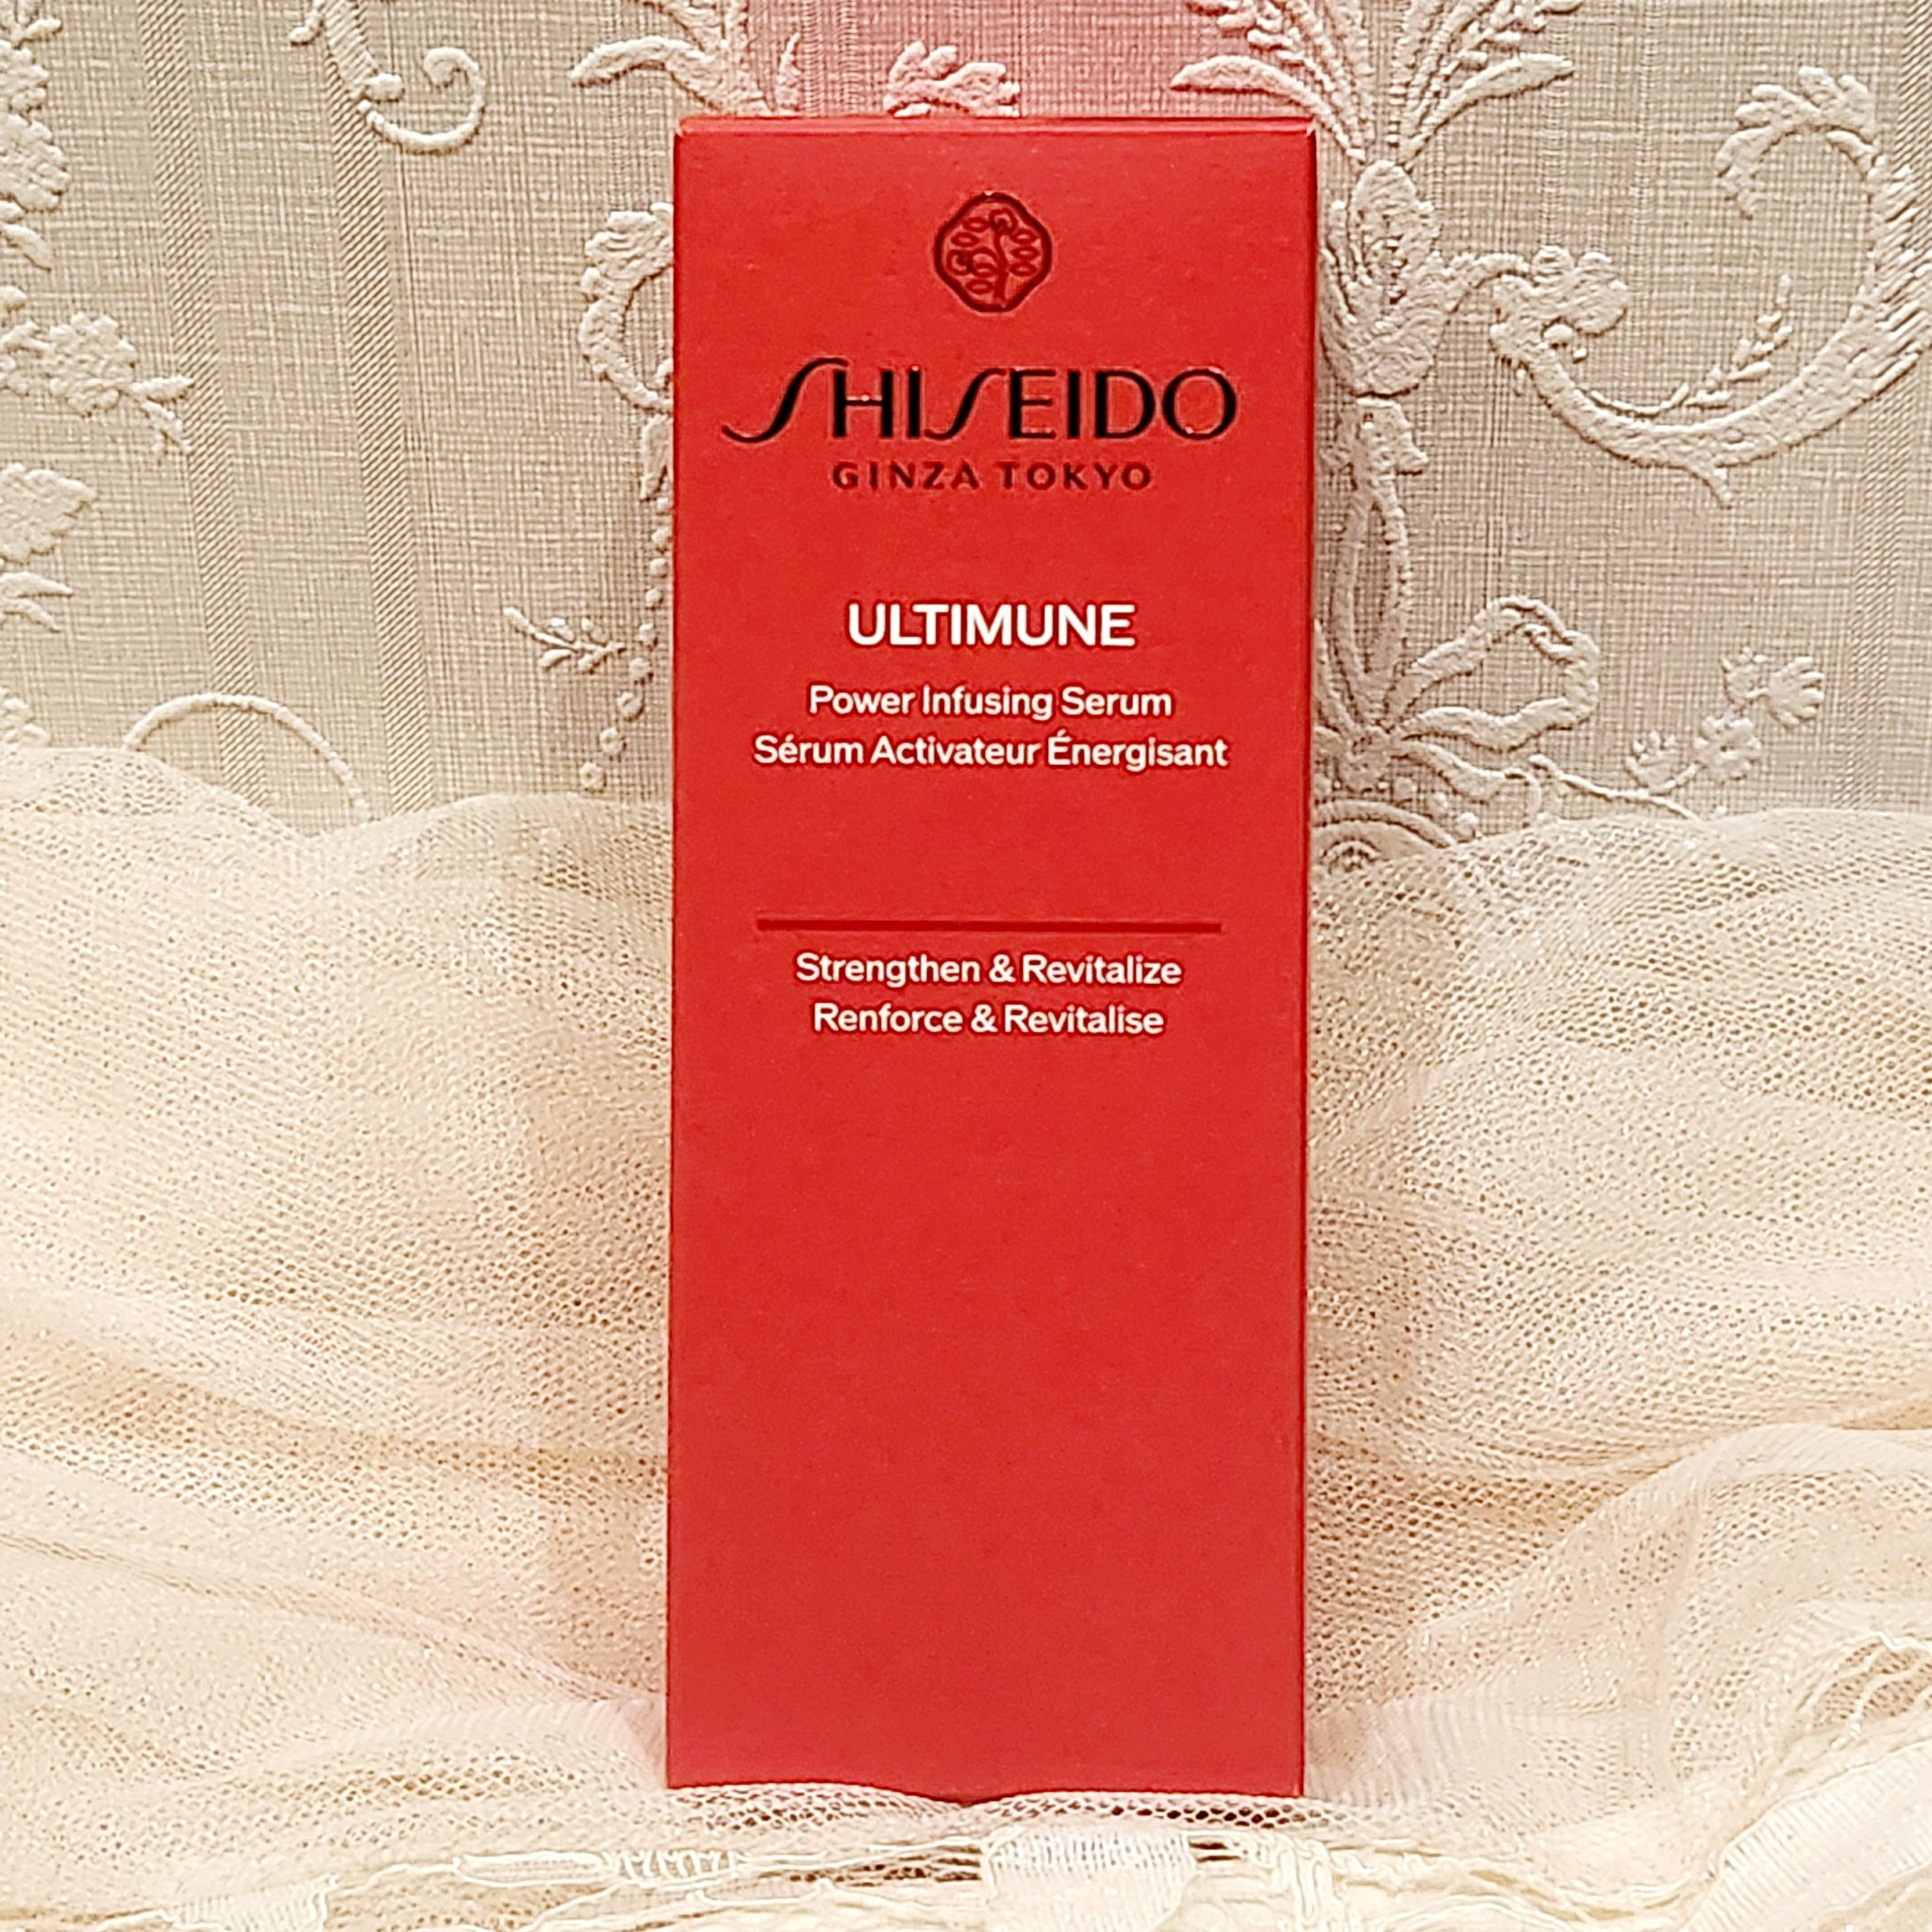 SHISEIDO
GINZA TOKYO
ULTIMUNE
Power Infusing Serum
Sérum Activateur Énergisant
Strengthen & Revitalize
Renforce & Revitalise